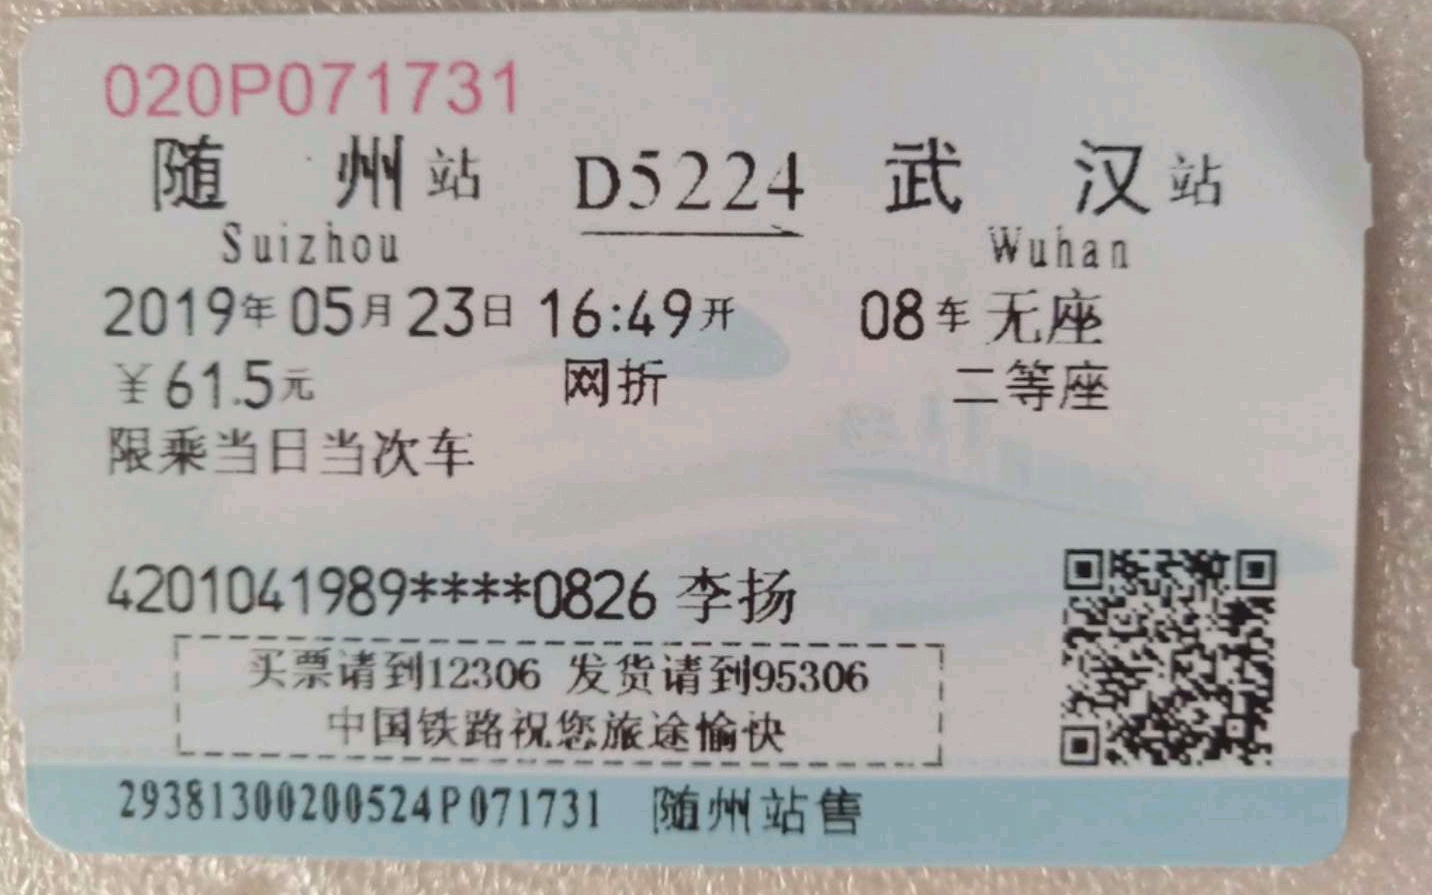 020P071731
随州站 D5224 武汉站
Suizhou Wuhan
2019年05月23日 16:49开 08车 无座
￥61.5元 网折 二等座
限乘当日当次车
4201041989****0826 李扬
买票请到12306 发货请到95306
中国铁路祝您旅途愉快
29381300200524P071731 随州站售